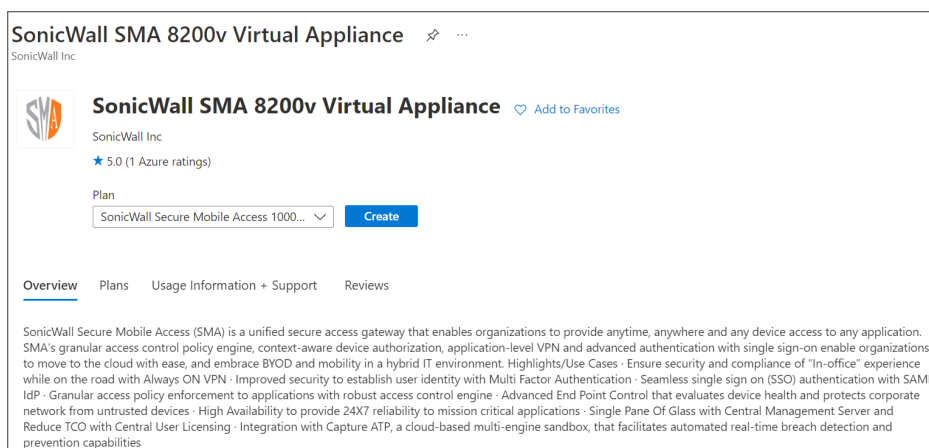 SonicWall SMA 8200v Virtual Appliance ...
SonicWall Inc
SMA
SonicWall SMA 8200v Virtual Appliance Add to Favorites
SonicWall Inc
5.0 (1 Azure ratings)
Plan
SonicWall Secure Mobile Access 1000... Create
Overview Plans Usage Information + Support Reviews
SonicWall Secure Mobile Access (SMA) is a unified secure access gateway that enables organizations to provide anytime, anywhere and any device access to any application.
SMA's granular access control policy engine, context-aware device authorization, application-level VPN and advanced authentication with single sign-on enable organizations
to move to the cloud with ease, and embrace BYOD and mobility in a hybrid IT environment. Highlights/Use Cases · Ensure security and compliance of "In-office" experience
while on the road with Always ON VPN · Improved security to establish user identity with Multi Factor Authentication · Seamless single sign on (SSO) authentication with
IdP · Granular access policy enforcement to applications with robust access control engine · Advanced End Point Control that evaluates device health and protects corporate
network from untrusted devices · High Availability to provide 24X7 reliability to mission critical applications · Single Pane Of Glass with Central Management Server and
Reduce TCO with Central User Licensing · Integration with Capture ATP, a cloud-based multi-engine sandbox, that facilitates automated real-time breach detection and
prevention capabilities